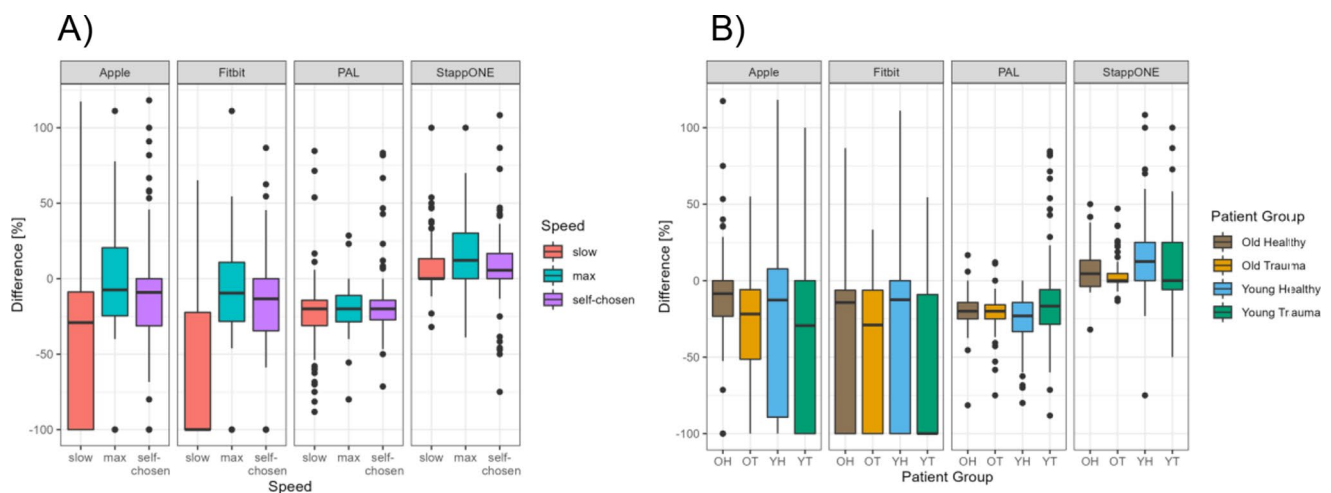 A)
Apple
Fitbit
PAL
StappONE
Difference [%]
100
50
0
-50
-100
slow
max
self-
chosen
slow
max
self-
chosen
slow
max
self-
chosen
slow
max
self-
chosen
Speed
Speed
slow
max
self-chosen
B)
Apple
Fitbit
PAL
StappONE
Difference [%]
100
50
0
-50
-100
OH
OT
YH
YT
OH
OT
YH
YT
OH
OT
YH
YT
OH
OT
YH
YT
Patient Group
Patient Group
Old Healthy
Old Trauma
Young Healthy
Young Trauma